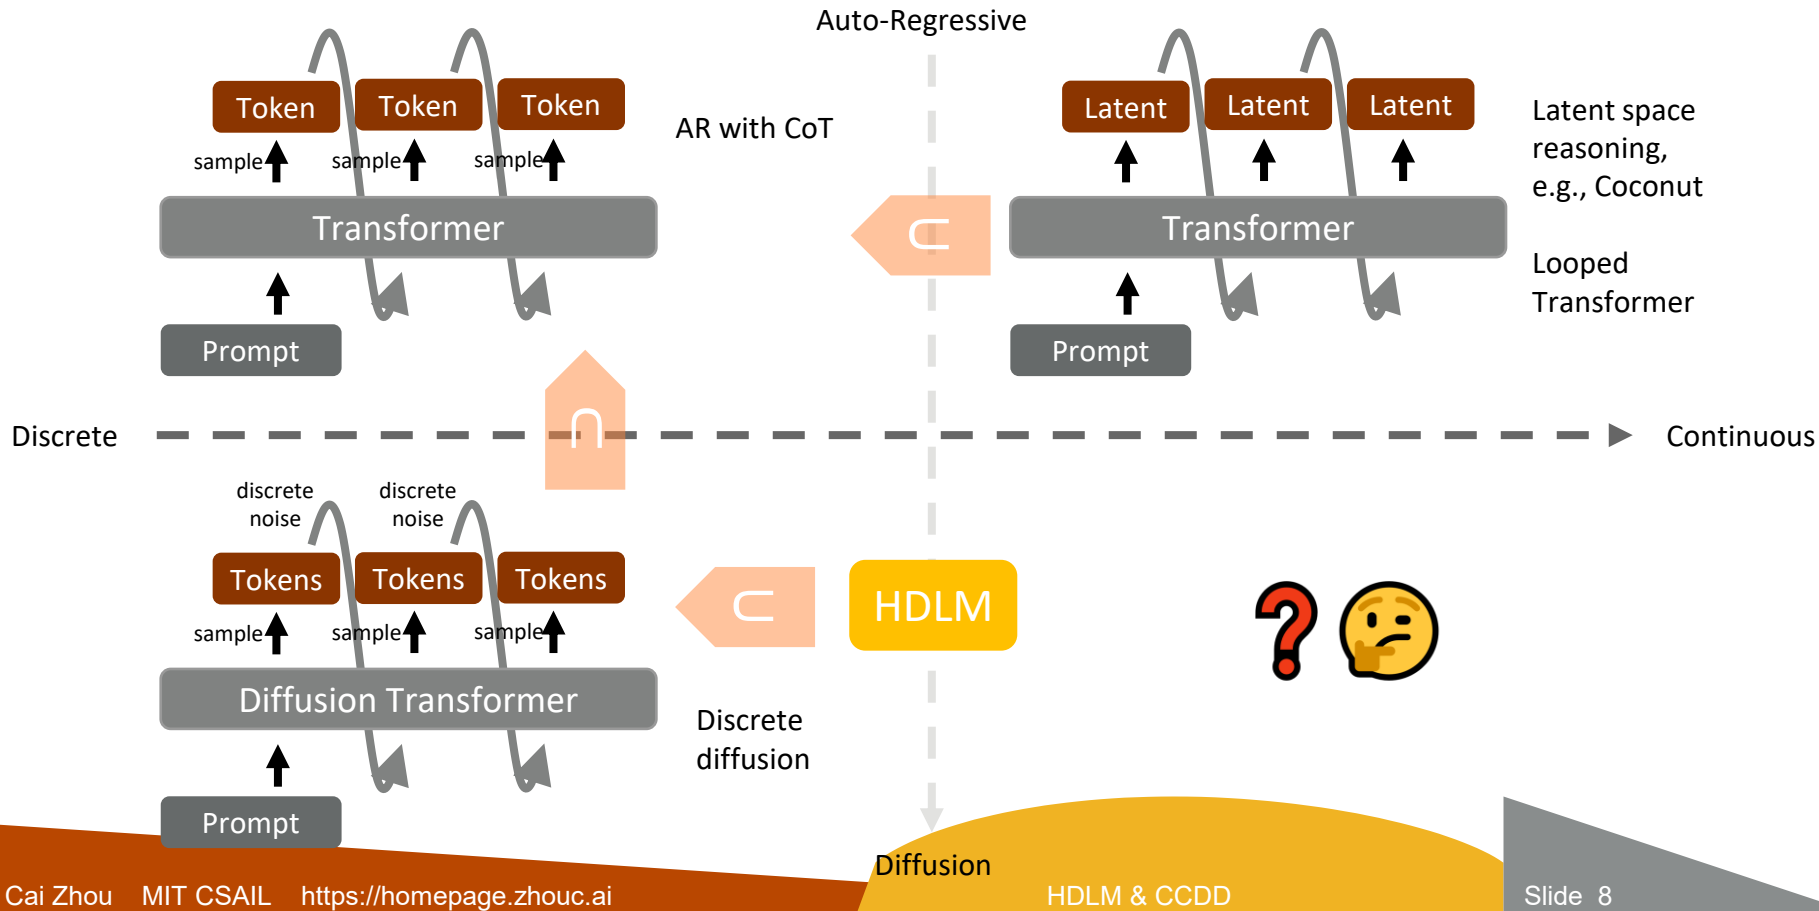 Auto-Regressive
Token Token Token
sample sample sample
Transformer
Prompt
AR with CoT
⊂
Latent Latent Latent
Transformer
Prompt
Latent space
reasoning,
e.g., Coconut
Looped
Transformer
∩
Discrete
Continuous
discrete
noise
discrete
noise
Tokens Tokens Tokens
sample sample sample
Diffusion Transformer
Prompt
Discrete
diffusion
⊂
HDLM
Diffusion
Cai Zhou MIT CSAIL https://homepage.zhouc.ai
HDLM & CCDD
Slide 8